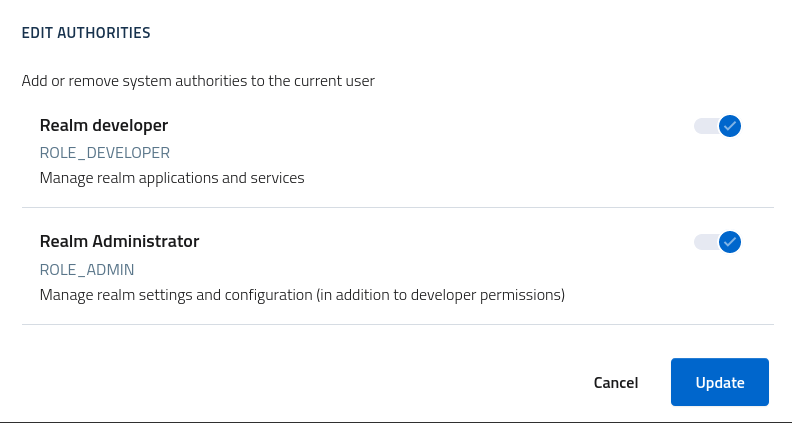 EDIT AUTHORITIES
Add or remove system authorities to the current user
Realm developer
ROLE_DEVELOPER
Manage realm applications and services
Realm Administrator
ROLE_ADMIN
Manage realm settings and configuration (in addition to developer permissions)
Cancel
Update